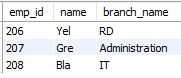 emp_id name branch_name
206 Yel RD
207 Gre Administration
208 Bla IT